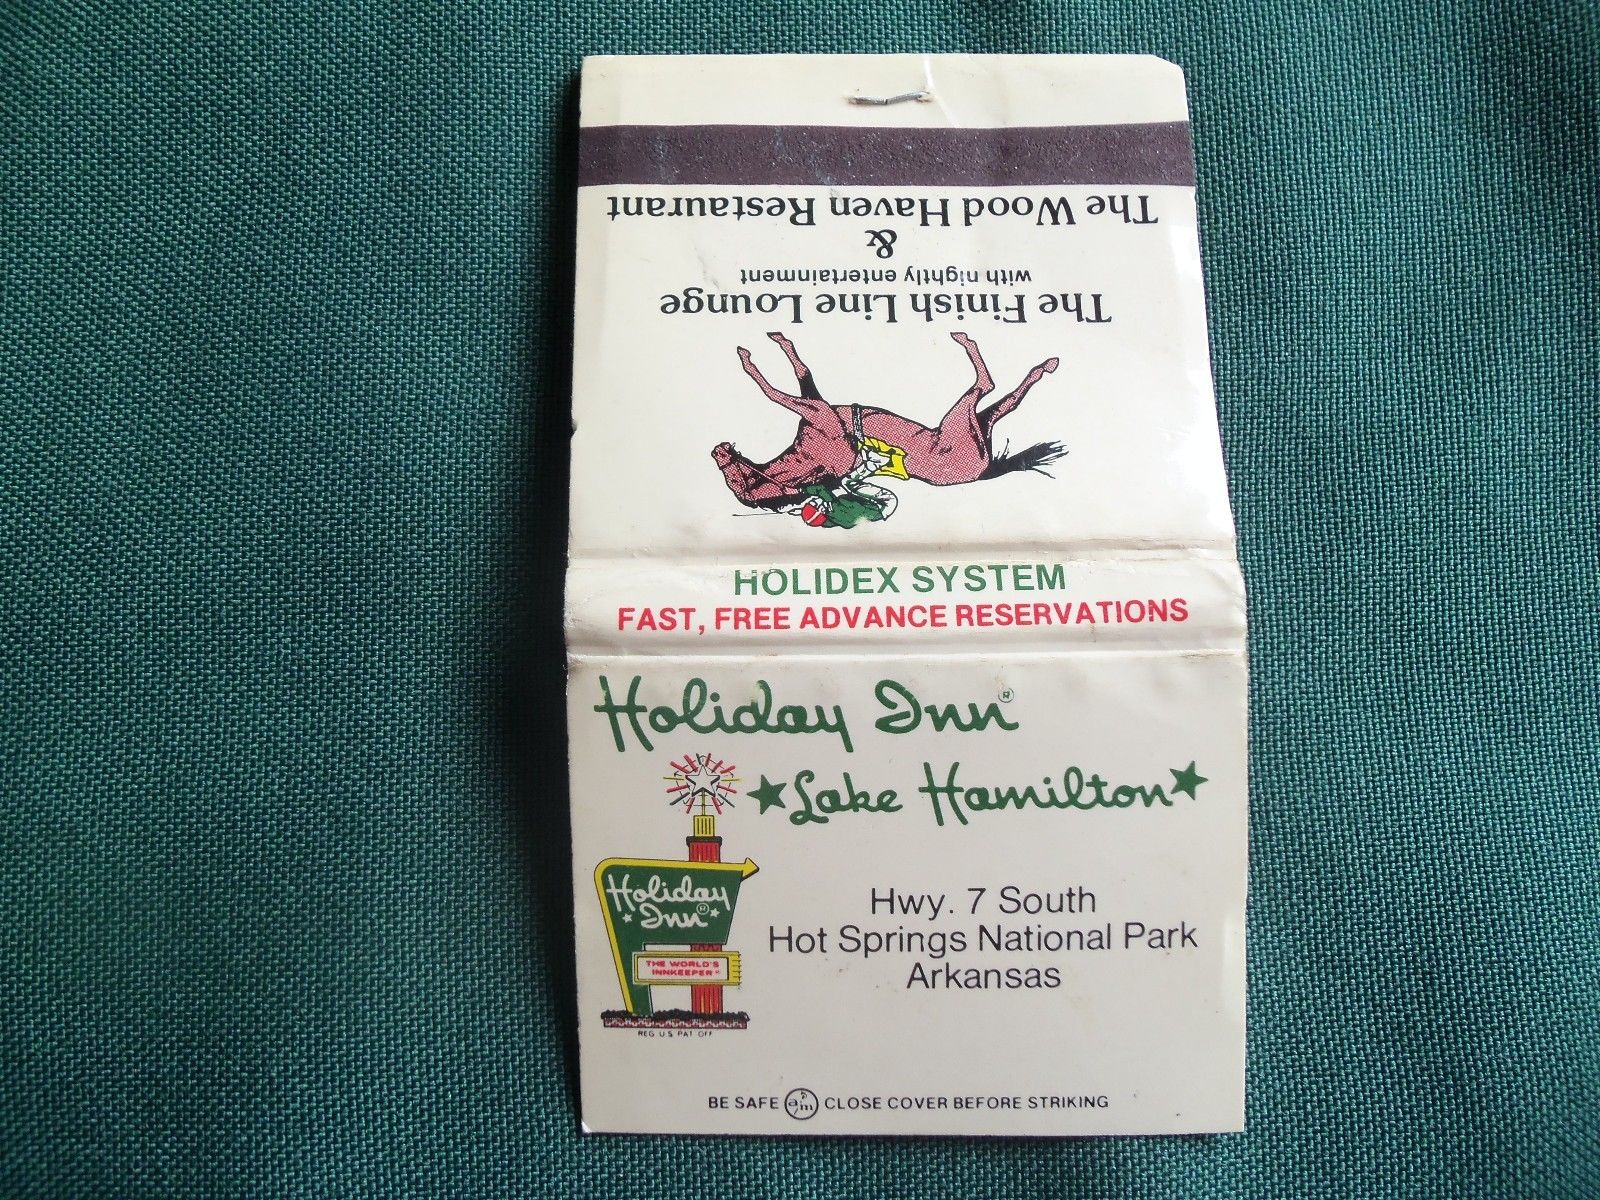 The Finish Line Lounge
with nightly entertainment
&
The Wood Haven Restaurant
HOLIDEX SYSTEM
FAST, FREE ADVANCE RESERVATIONS
Holiday Inn®
★Lake Hamilton★
Holiday
Inn®
THE WORLD'S
INNKEEPER
REG U.S. PAT OFF
Hwy. 7 South
Hot Springs National Park
Arkansas
BE SAFE CLOSE COVER BEFORE STRIKING